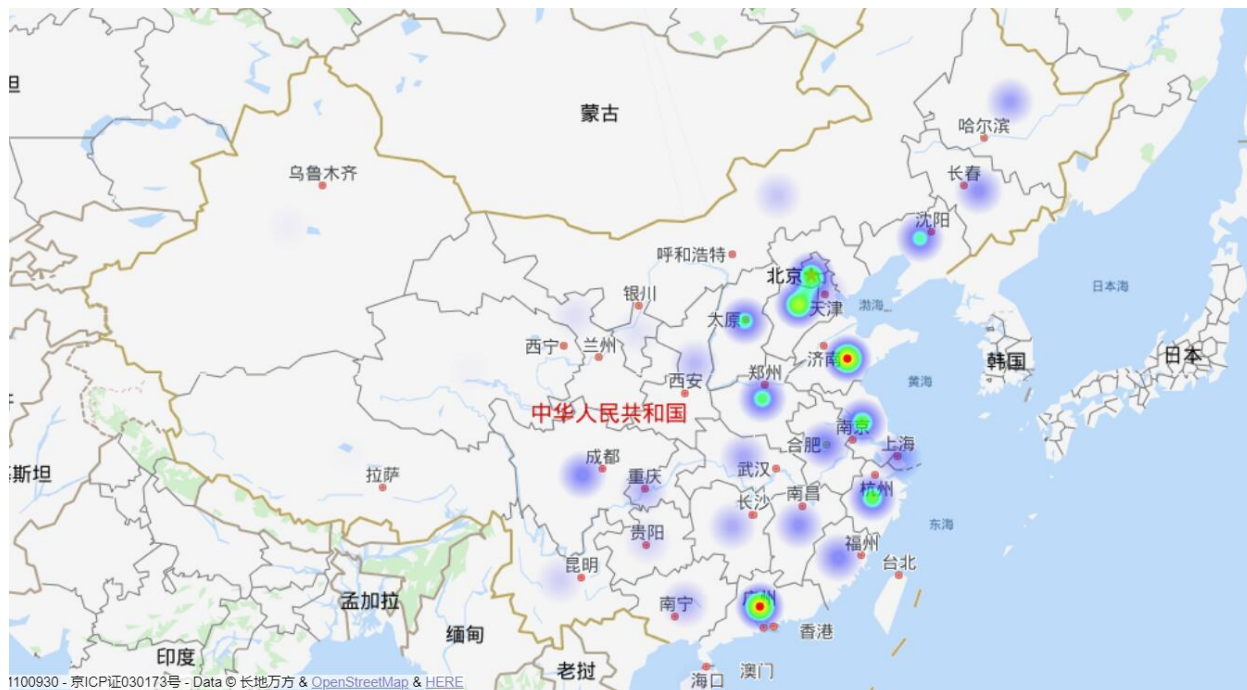 坦
蒙古
哈尔滨
乌鲁木齐
长春
沈阳
呼和浩特
北京
日本海
银川
天津
渤海
太原
西宁
兰州
济南
韩国
日本
郑州
黄海
西安
中华人民共和国
南京
合肥
上海
成都
斯坦
拉萨
重庆
武汉
杭州
长沙
南昌
东海
贵阳
福州
昆明
台北
孟加拉
南宁
广州
缅甸
香港
印度
老挝
澳门
海口
1100930 - 京ICP证030173号 - Data © 长地万方 & OpenStreetMap & HERE